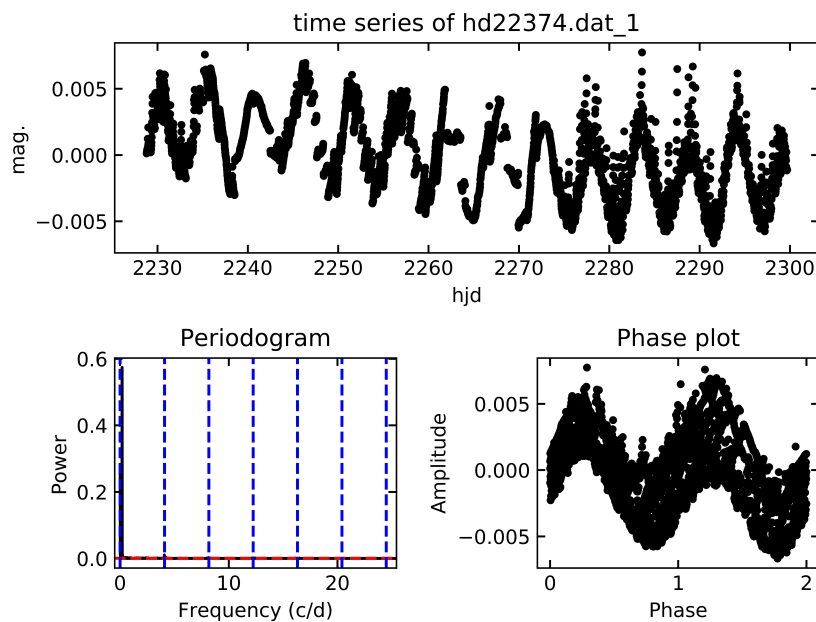 time series of hd22374.dat_1
mag.
0.005
0.000
−0.005
2230 2240 2250 2260 2270 2280 2290 2300
hjd
Periodogram
Power
0.6
0.4
0.2
0.0
0 10 20
Frequency (c/d)
Phase plot
Amplitude
0.005
0.000
−0.005
0 1 2
Phase